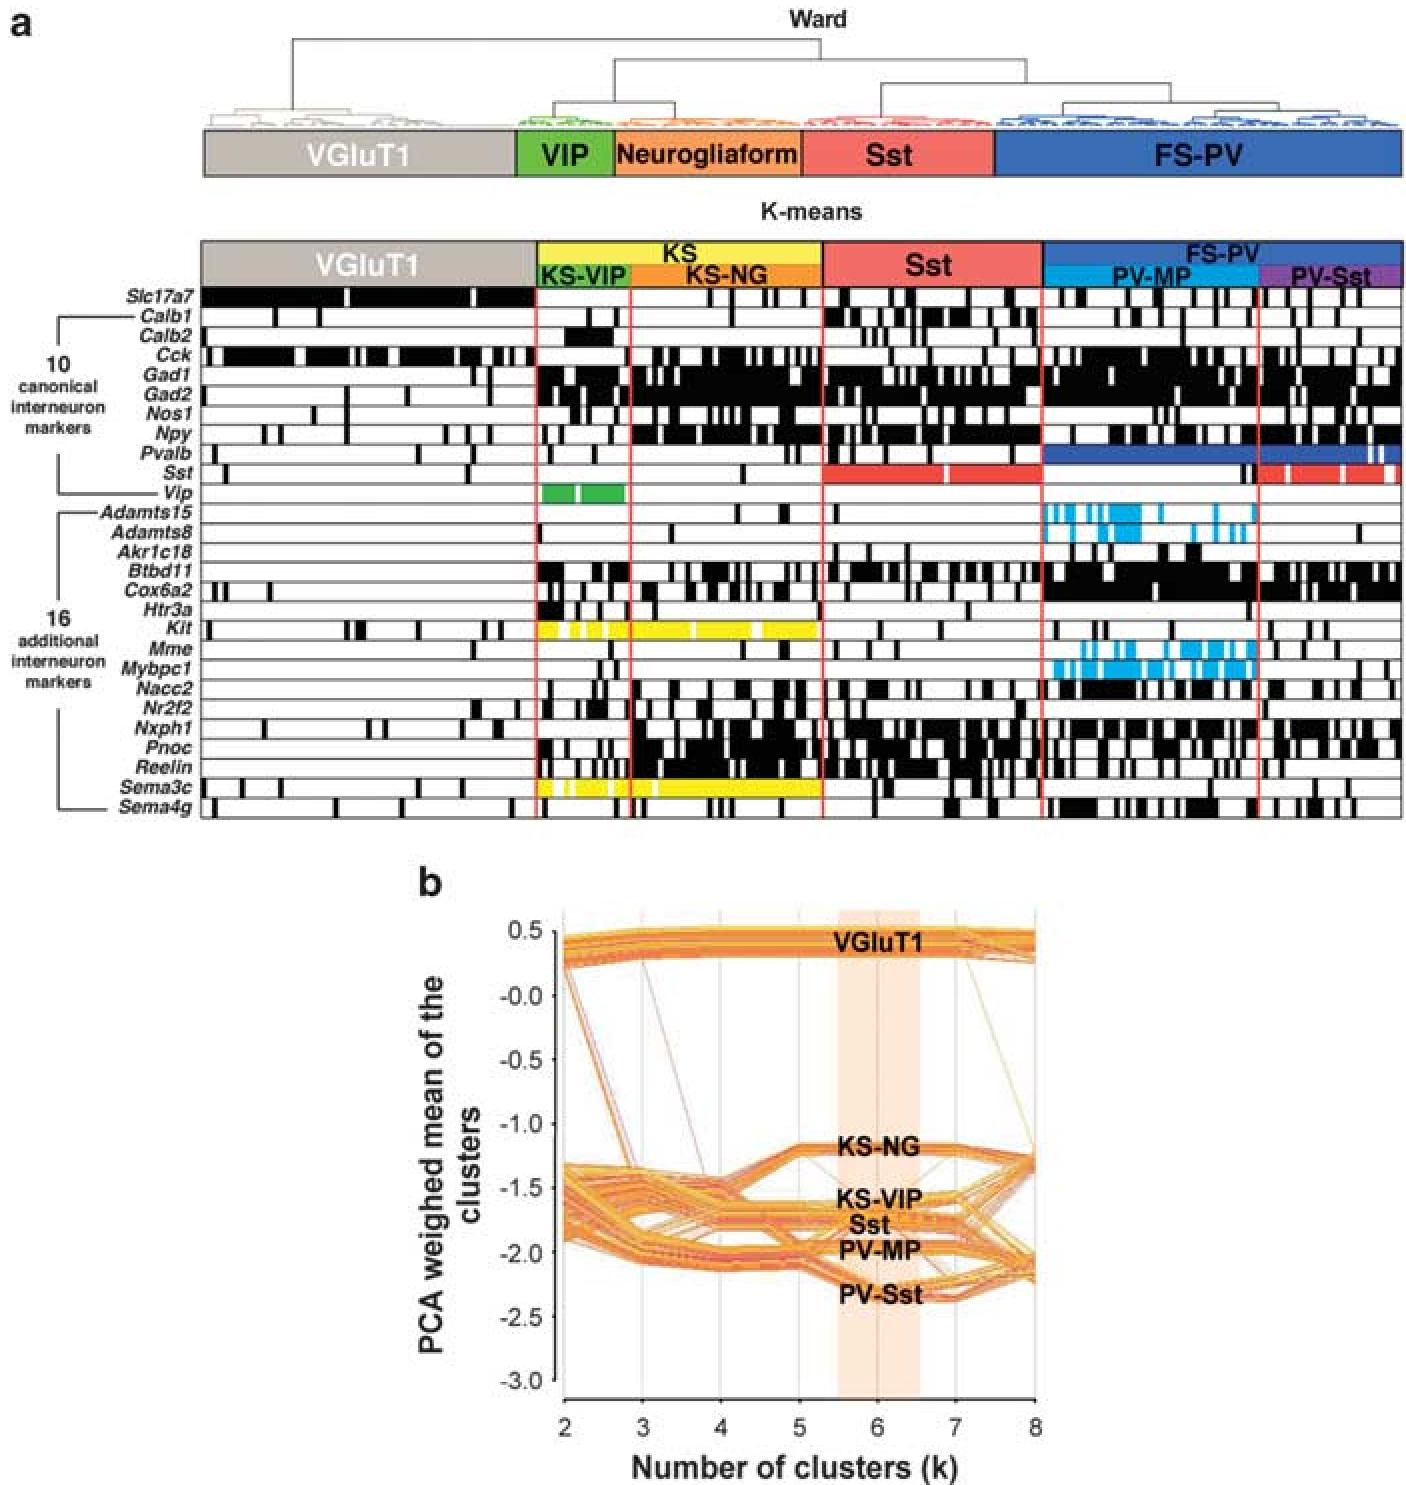 a
Ward
VGluT1 VIP Neurogliaform Sst FS-PV
K-means
VGluT1 KS Sst FS-PV
KS-VIP KS-NG PV-MP PV-Sst
Slc17a7
Calb1
Calb2
Cck
Gad1
Gad2
Nos1
Npy
Pvalb
Sst
Vip
10
canonical
interneuron
markers
Adamts15
Adamts8
Akr1c18
Btbd11
Cox6a2
Htr3a
Kit
Mme
Mybpc1
Nacc2
Nr2f2
Nxph1
Pnoc
Reelin
Sema3c
Sema4g
16
additional
interneuron
markers
b
PCA weighed mean of the
clusters
0.5
-0.0
-0.5
-1.0
-1.5
-2.0
-2.5
-3.0
VGluT1
KS-NG
KS-VIP
Sst
PV-MP
PV-Sst
2 3 4 5 6 7 8
Number of clusters (k)